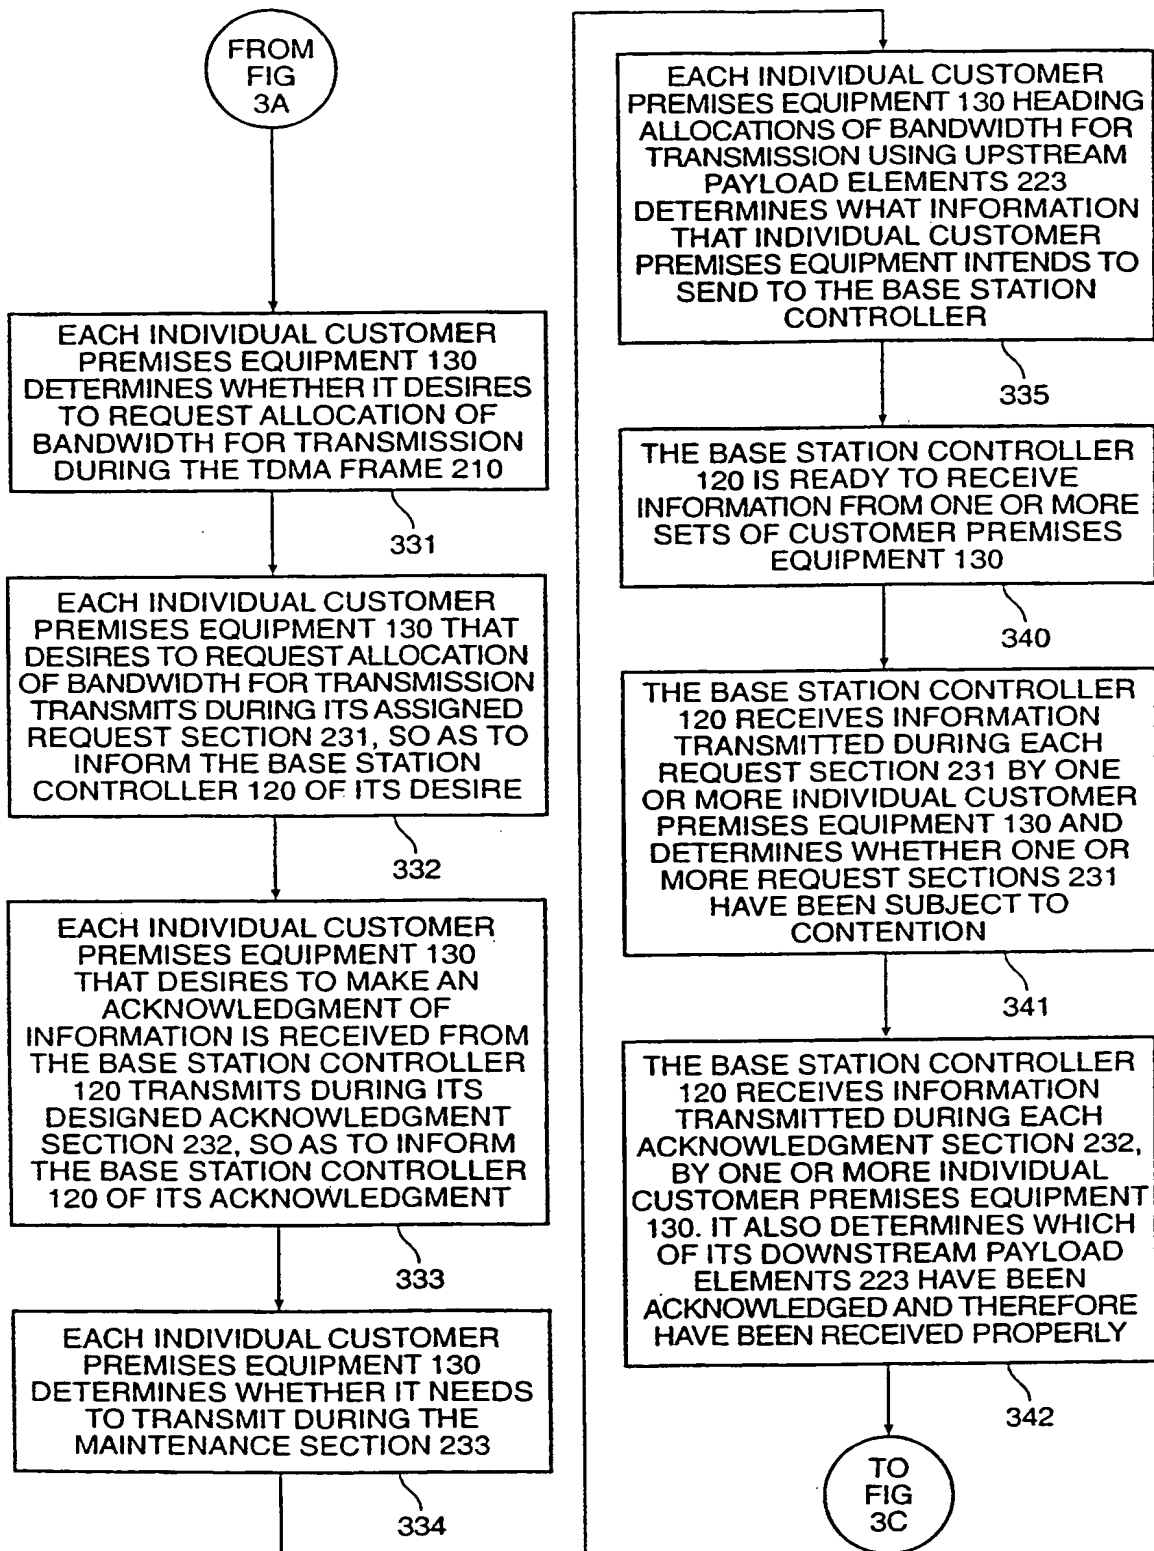 FROM
FIG
3A
EACH INDIVIDUAL CUSTOMER
PREMISES EQUIPMENT 130
DETERMINES WHETHER IT DESIRES
TO REQUEST ALLOCATION OF
BANDWIDTH FOR TRANSMISSION
DURING THE TDMA FRAME 210
331
EACH INDIVIDUAL CUSTOMER
PREMISES EQUIPMENT 130 THAT
DESIRES TO REQUEST ALLOCATION
OF BANDWIDTH FOR TRANSMISSION
TRANSMITS DURING ITS ASSIGNED
REQUEST SECTION 231, SO AS TO
INFORM THE BASE STATION
CONTROLLER 120 OF ITS DESIRE
332
EACH INDIVIDUAL CUSTOMER
PREMISES EQUIPMENT 130
THAT DESIRES TO MAKE AN
ACKNOWLEDGMENT OF
INFORMATION IS RECEIVED FROM
THE BASE STATION CONTROLLER
120 TRANSMITS DURING ITS
DESIGNED ACKNOWLEDGMENT
SECTION 232, SO AS TO INFORM
THE BASE STATION CONTROLLER
120 OF ITS ACKNOWLEDGMENT
333
EACH INDIVIDUAL CUSTOMER
PREMISES EQUIPMENT 130
DETERMINES WHETHER IT NEEDS
TO TRANSMIT DURING THE
MAINTENANCE SECTION 233
334
EACH INDIVIDUAL CUSTOMER
PREMISES EQUIPMENT 130 HEADING
ALLOCATIONS OF BANDWIDTH FOR
TRANSMISSION USING UPSTREAM
PAYLOAD ELEMENTS 223
DETERMINES WHAT INFORMATION
THAT INDIVIDUAL CUSTOMER
PREMISES EQUIPMENT INTENDS TO
SEND TO THE BASE STATION
CONTROLLER
335
THE BASE STATION CONTROLLER
120 IS READY TO RECEIVE
INFORMATION FROM ONE OR MORE
SETS OF CUSTOMER PREMISES
EQUIPMENT 130
340
THE BASE STATION CONTROLLER
120 RECEIVES INFORMATION
TRANSMITTED DURING EACH
REQUEST SECTION 231 BY ONE
OR MORE INDIVIDUAL CUSTOMER
PREMISES EQUIPMENT 130 AND
DETERMINES WHETHER ONE OR
MORE REQUEST SECTIONS 231
HAVE BEEN SUBJECT TO
CONTENTION
341
THE BASE STATION CONTROLLER
120 RECEIVES INFORMATION
TRANSMITTED DURING EACH
ACKNOWLEDGMENT SECTION 232,
BY ONE OR MORE INDIVIDUAL
CUSTOMER PREMISES EQUIPMENT
130. IT ALSO DETERMINES WHICH
OF ITS DOWNSTREAM PAYLOAD
ELEMENTS 223 HAVE BEEN
ACKNOWLEDGED AND THEREFORE
HAVE BEEN RECEIVED PROPERLY
342
TO
FIG
3C